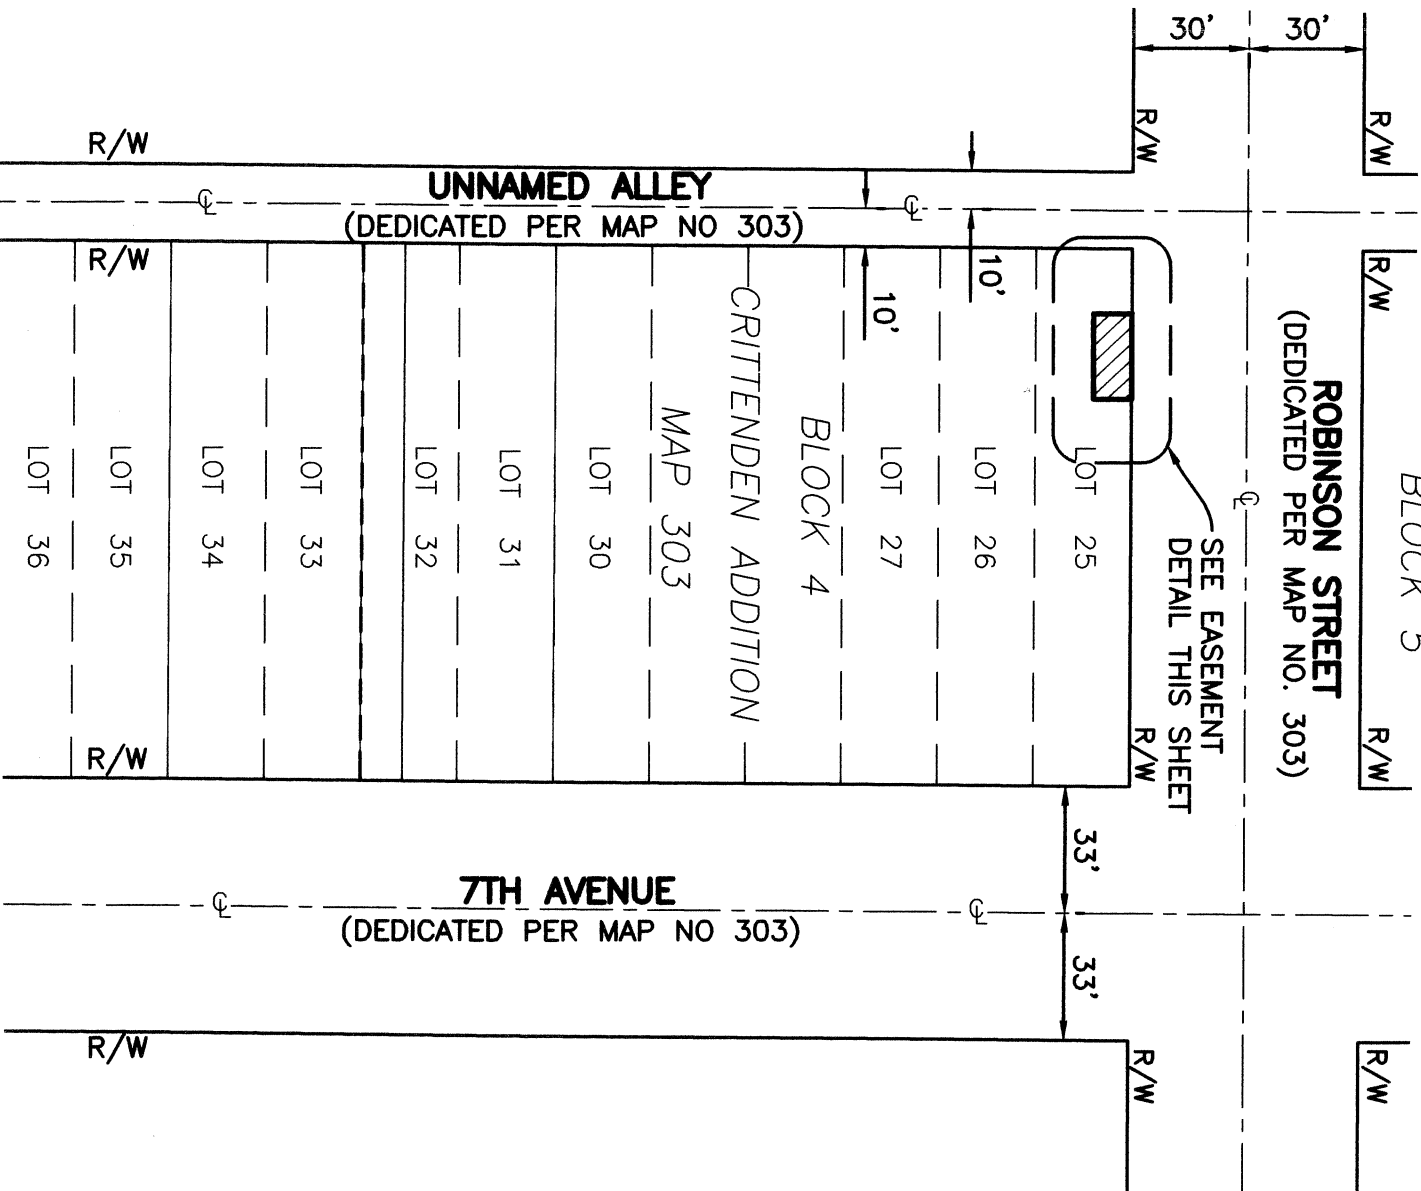 30' 30'
R/W
R/W
R/W
UNNAMED ALLEY
(DEDICATED PER MAP NO 303)
℄
℄
R/W
10'
10'
R/W
ROBINSON STREET
(DEDICATED PER MAP NO. 303)
℄
BLOCK 5
SEE EASEMENT
DETAIL THIS SHEET
LOT 25
LOT 26
LOT 27
BLOCK 4
CRITTENDEN ADDITION
MAP 303
LOT 30
LOT 31
LOT 32
LOT 33
LOT 34
LOT 35
LOT 36
R/W
R/W
R/W
33'
7TH AVENUE
(DEDICATED PER MAP NO 303)
℄
℄
33'
R/W
R/W
R/W